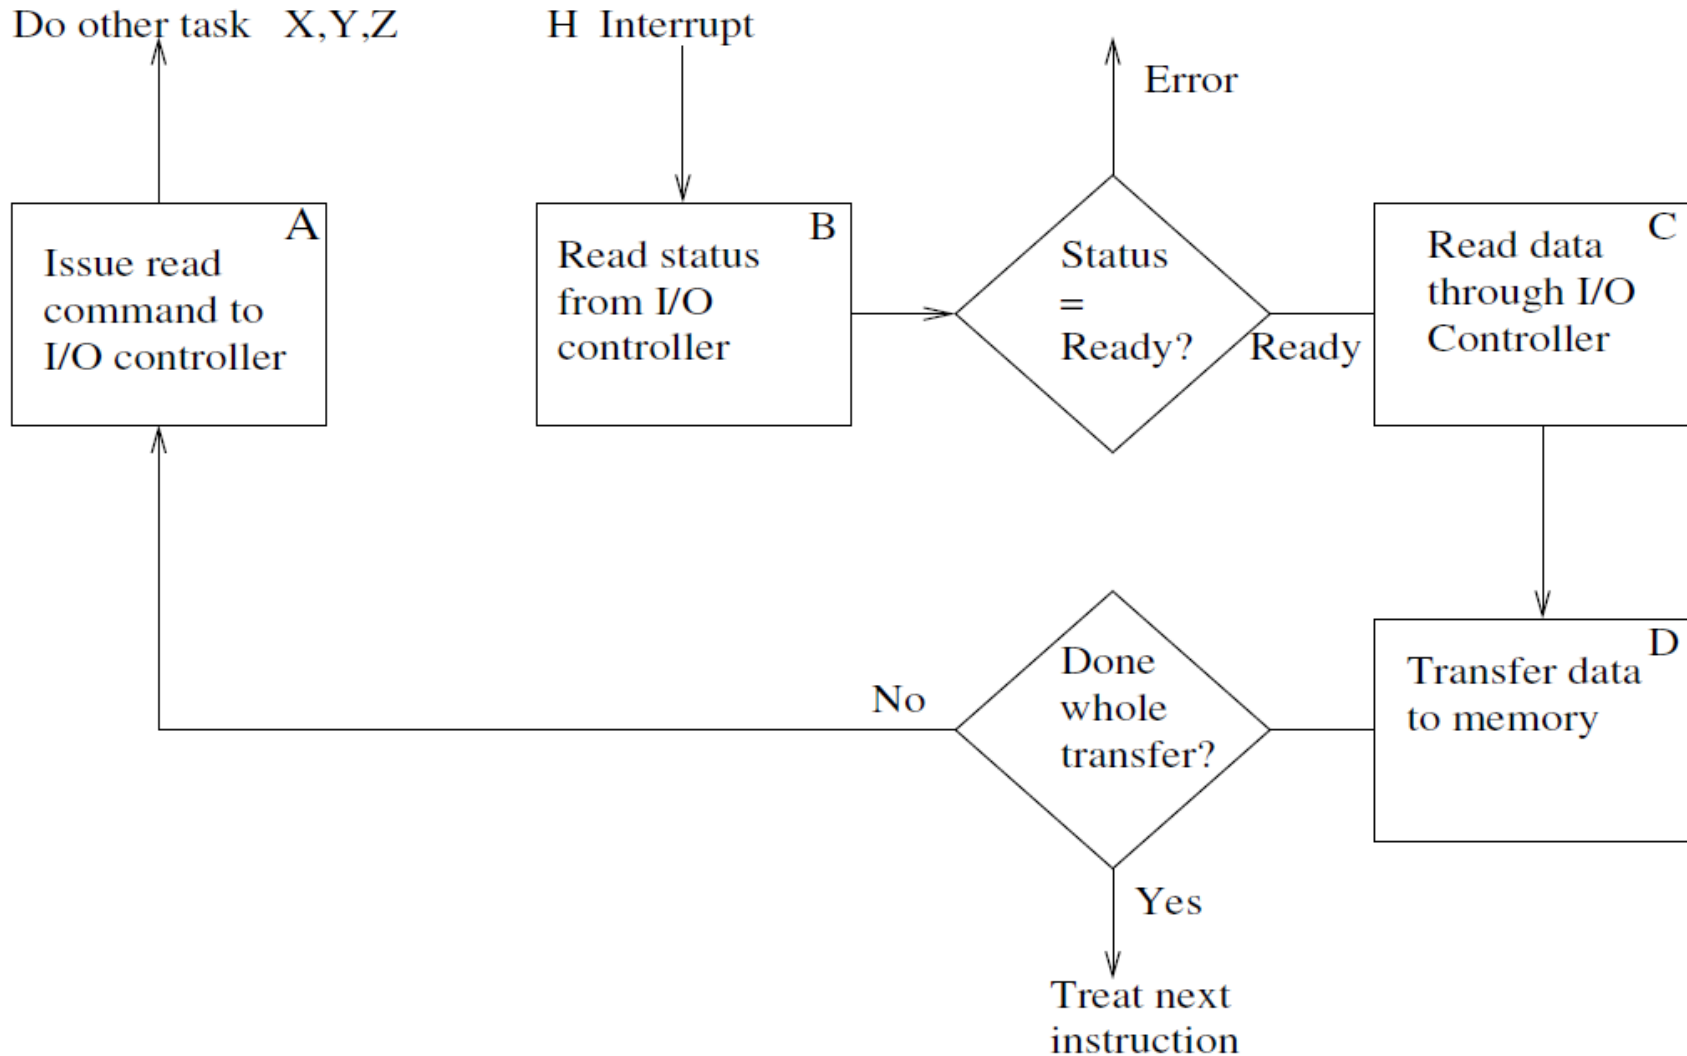 Do other task X,Y,Z
H Interrupt
Error
A
Issue read
command to
I/O controller
B
Read status
from I/O
controller
Status
=
Ready?
Ready
C
Read data
through I/O
Controller
D
Transfer data
to memory
Done
whole
transfer?
No
Yes
Treat next
instruction